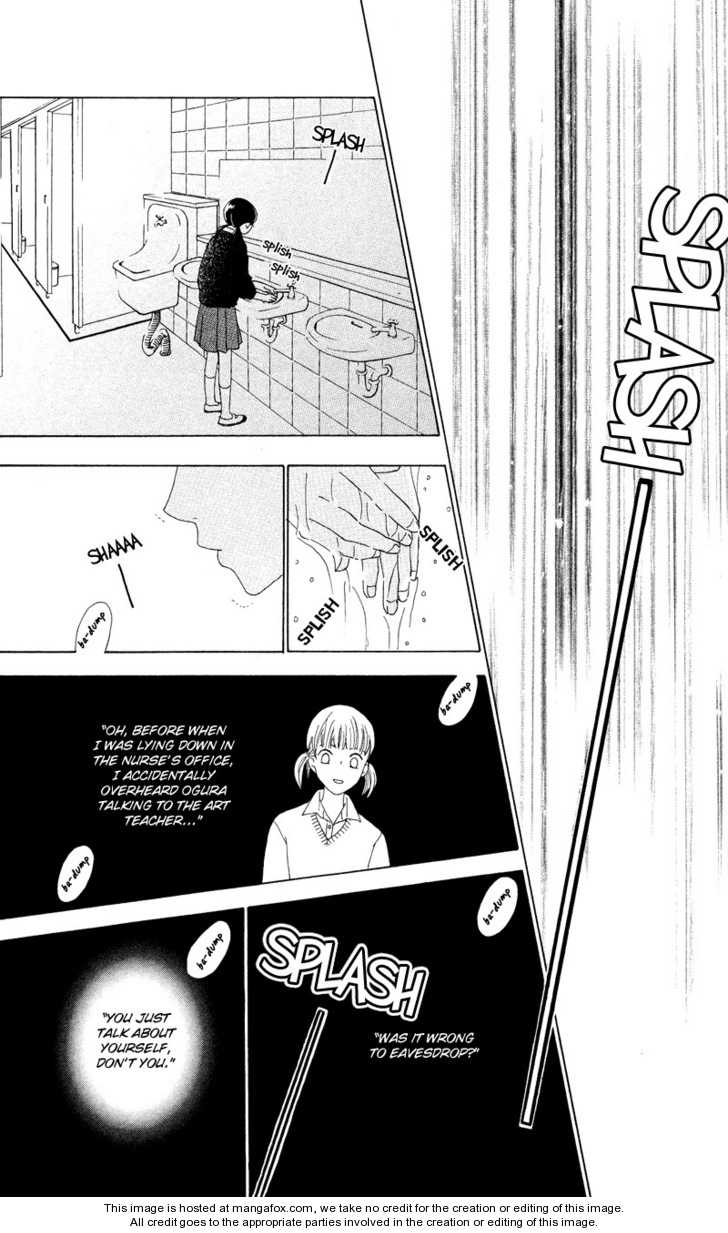 SPLASH
SPLASH
splish
splish
SPLISH
SPLISH
SHAAAA
ba-dump
ba-dump
"OH, BEFORE WHEN
I WAS LYING DOWN IN
THE NURSE'S OFFICE,
I ACCIDENTALLY
OVERHEARD OGURA
TALKING TO THE ART
TEACHER..."
ba-dump
ba-dump
SPLASH
"WAS IT WRONG
TO EAVESDROP?"
ba-dump
"YOU JUST
TALK ABOUT
YOURSELF,
DON'T YOU."
This image is hosted at mangafox.com, we take no credit for the creation or editing of this image.
All credit goes to the appropriate parties involved in the creation or editing of this image.